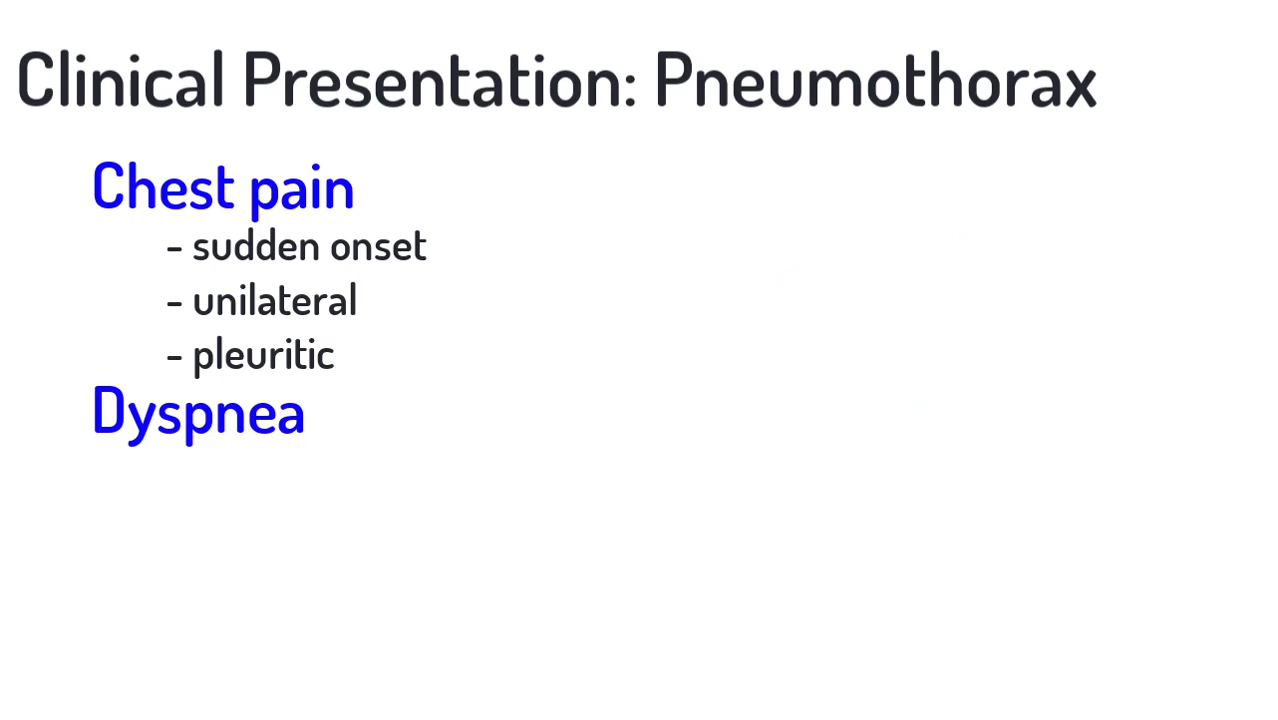 Clinical Presentation: Pneumothorax
Chest pain
- sudden onset
- unilateral
- pleuritic
Dyspnea